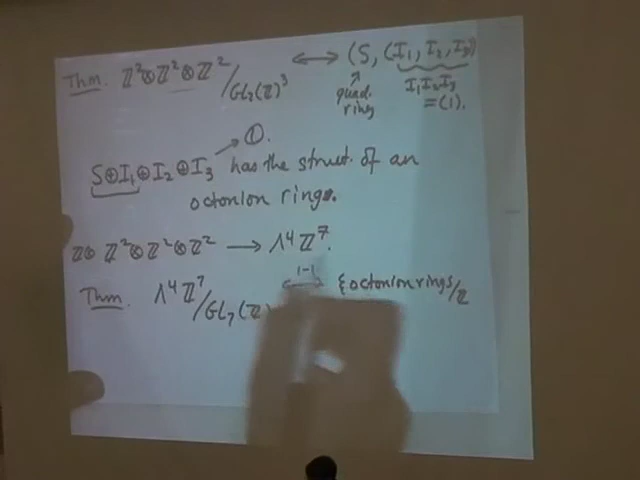 Thm. ℤ²⊗ℤ²⊗ℤ²/GL₂(ℤ)³ ⟷ (S, (I₁, I₂, I₃))
↑ quad. ring
I₁I₂I₃ = (1).
→ ①.
S⊕I₁⊕I₂⊕I₃ has the struct. of an
octonion ring.
ℤ⊕ ℤ²⊗ℤ²⊗ℤ² ⟶ Λ⁴ℤ⁷.
Thm. Λ⁴ℤ⁷/GL₇(ℤ) 1-1 ⟷ {octonion rings/ℤ